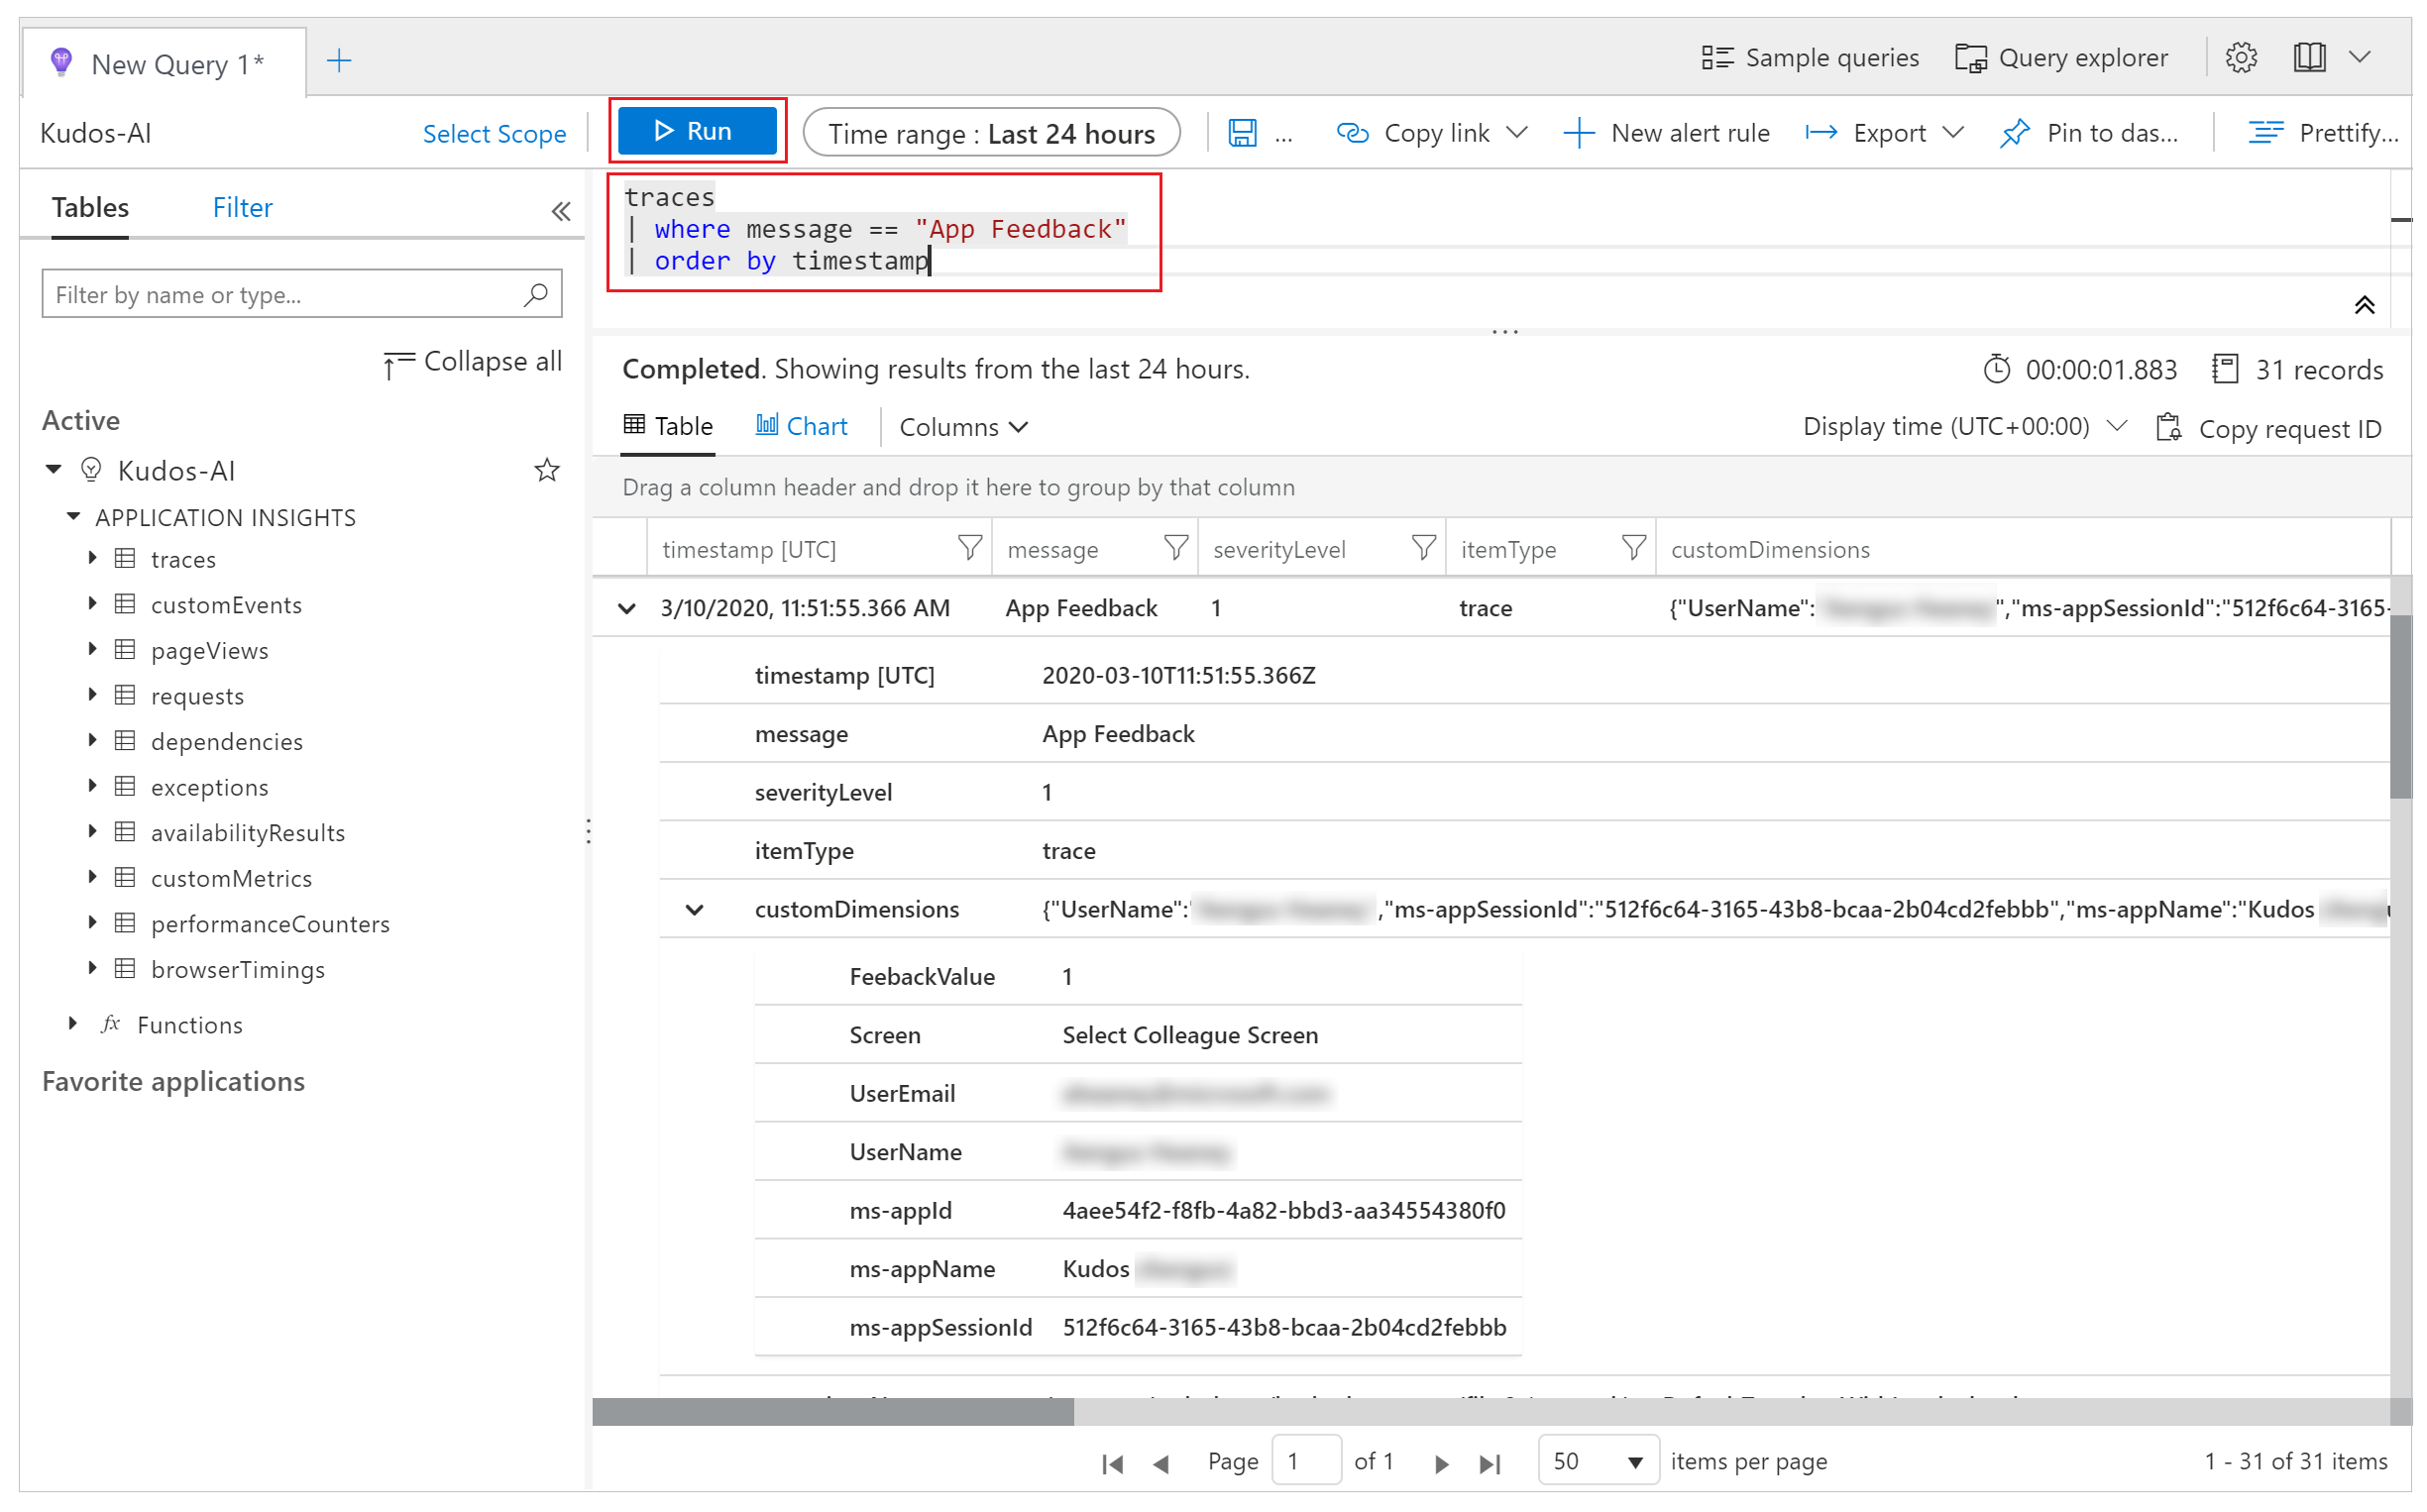 New Query 1*
Sample queries
Query explorer
Kudos-AI
Select Scope
Run
Time range : Last 24 hours
...
Copy link
New alert rule
Export
Pin to das...
Prettify...
Tables
Filter
traces
| where message == "App Feedback"
| order by timestamp
Filter by name or type...
Collapse all
Completed. Showing results from the last 24 hours.
00:00:01.883
31 records
Active
Table
Chart
Columns
Display time (UTC+00:00)
Copy request ID
Kudos-AI
Drag a column header and drop it here to group by that column
APPLICATION INSIGHTS
timestamp [UTC]
message
severityLevel
itemType
customDimensions
traces
customEvents
pageViews
requests
dependencies
exceptions
availabilityResults
customMetrics
performanceCounters
browserTimings
fx Functions
Favorite applications
3/10/2020, 11:51:55.366 AM
App Feedback
1
trace
{"UserName": ","ms-appSessionId":"512f6c64-3165-
timestamp [UTC] 2020-03-10T11:51:55.366Z
message App Feedback
severityLevel 1
itemType trace
customDimensions {"UserName": ,"ms-appSessionId":"512f6c64-3165-43b8-bcaa-2b04cd2febbb","ms-appName":"Kudos
FeebackValue 1
Screen Select Colleague Screen
UserEmail
UserName
ms-appId 4aee54f2-f8fb-4a82-bbd3-aa34554380f0
ms-appName Kudos
ms-appSessionId 512f6c64-3165-43b8-bcaa-2b04cd2febbb
Page 1 of 1
50 items per page
1 - 31 of 31 items